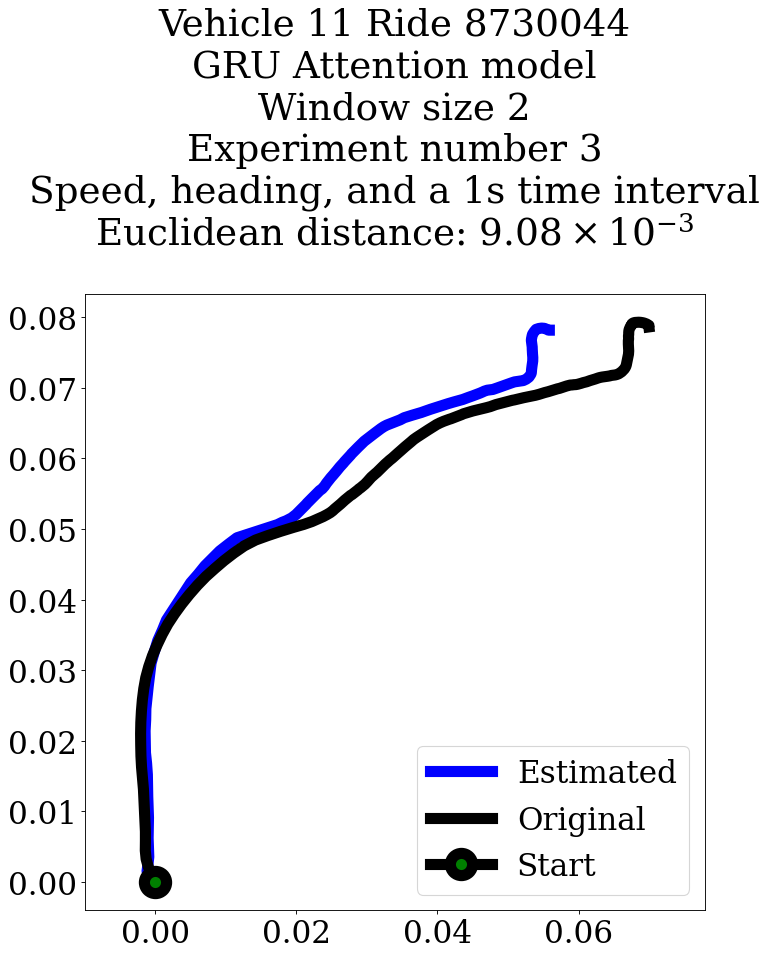 Vehicle 11 Ride 8730044
GRU Attention model
Window size 2
Experiment number 3
Speed, heading, and a 1s time interval
Euclidean distance: 9.08 × 10⁻³
0.08
0.07
0.06
0.05
0.04
0.03
0.02
0.01
0.00
Estimated
Original
Start
0.00 0.02 0.04 0.06